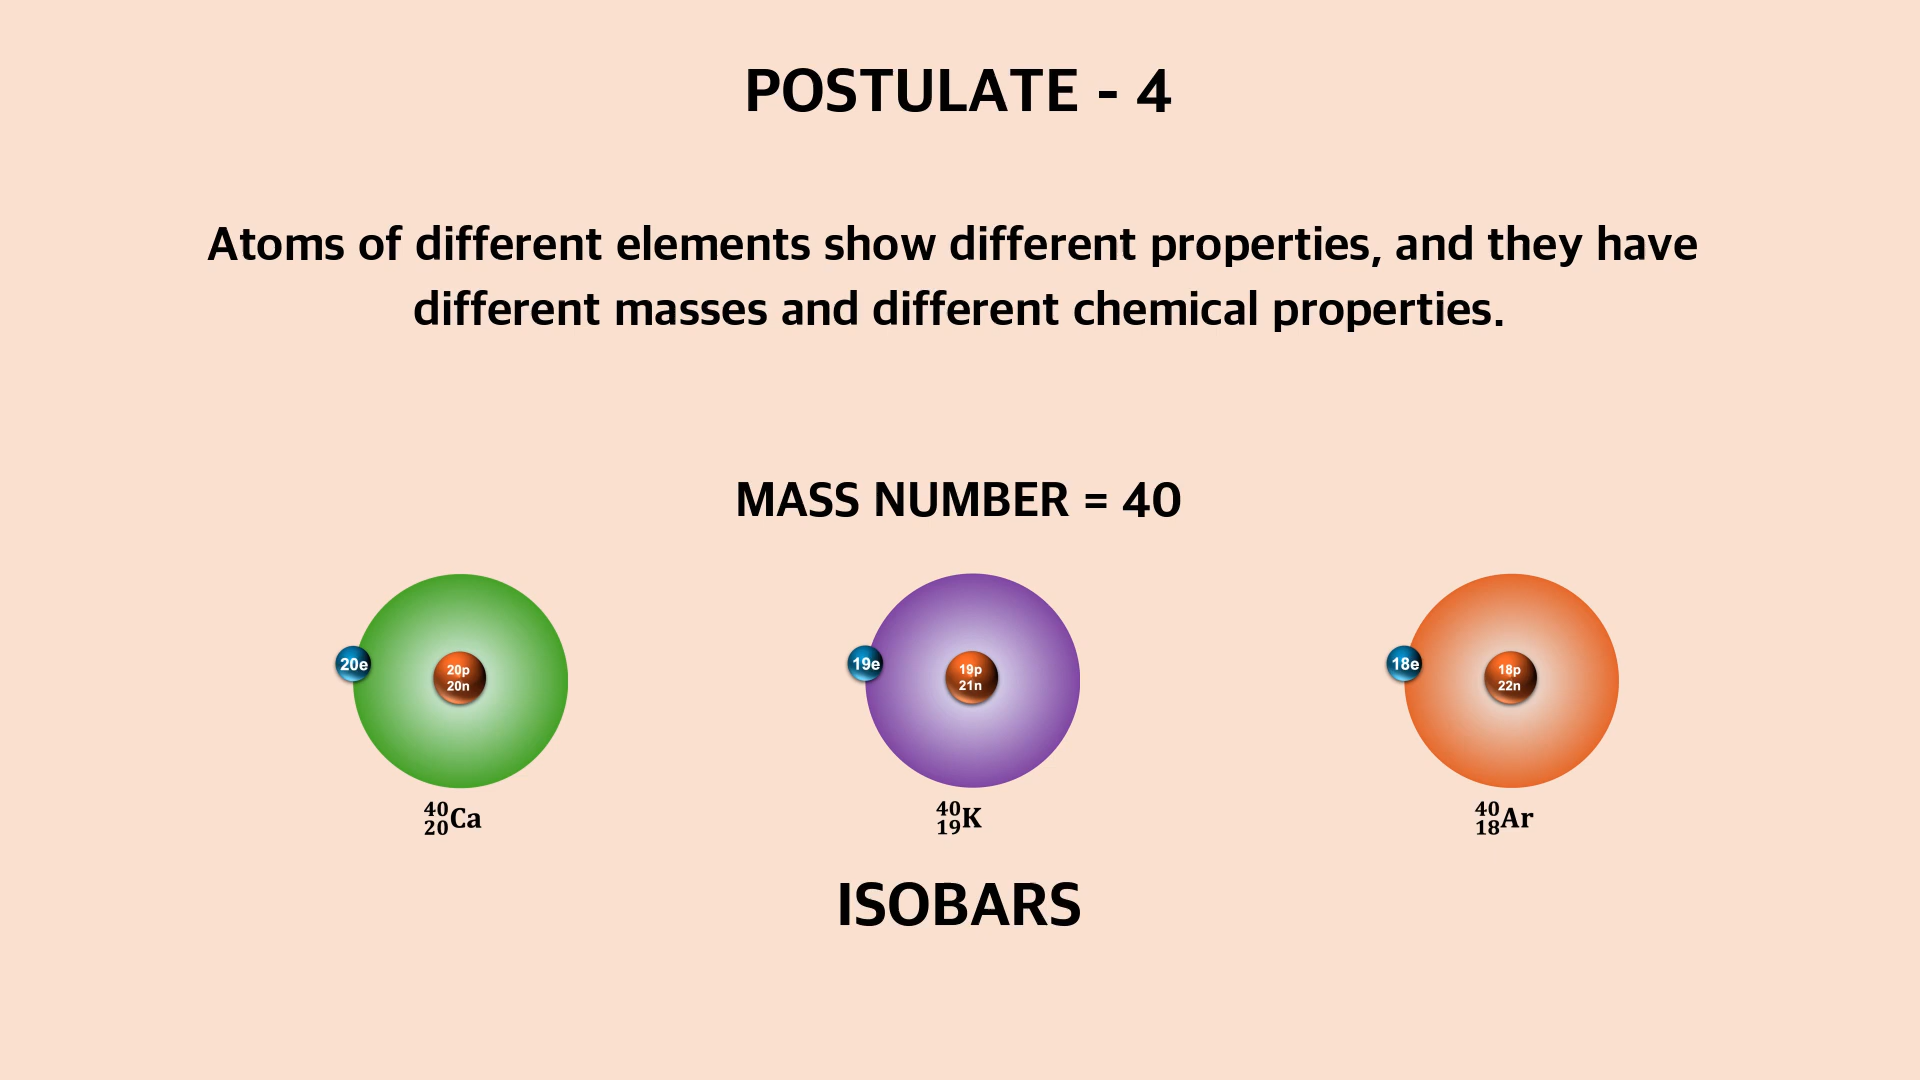 POSTULATE - 4
Atoms of different elements show different properties, and they have
different masses and different chemical properties.
MASS NUMBER = 40
20e
20p
20n
40
20Ca
19e
19p
21n
40
19K
18e
18p
22n
40
18Ar
ISOBARS